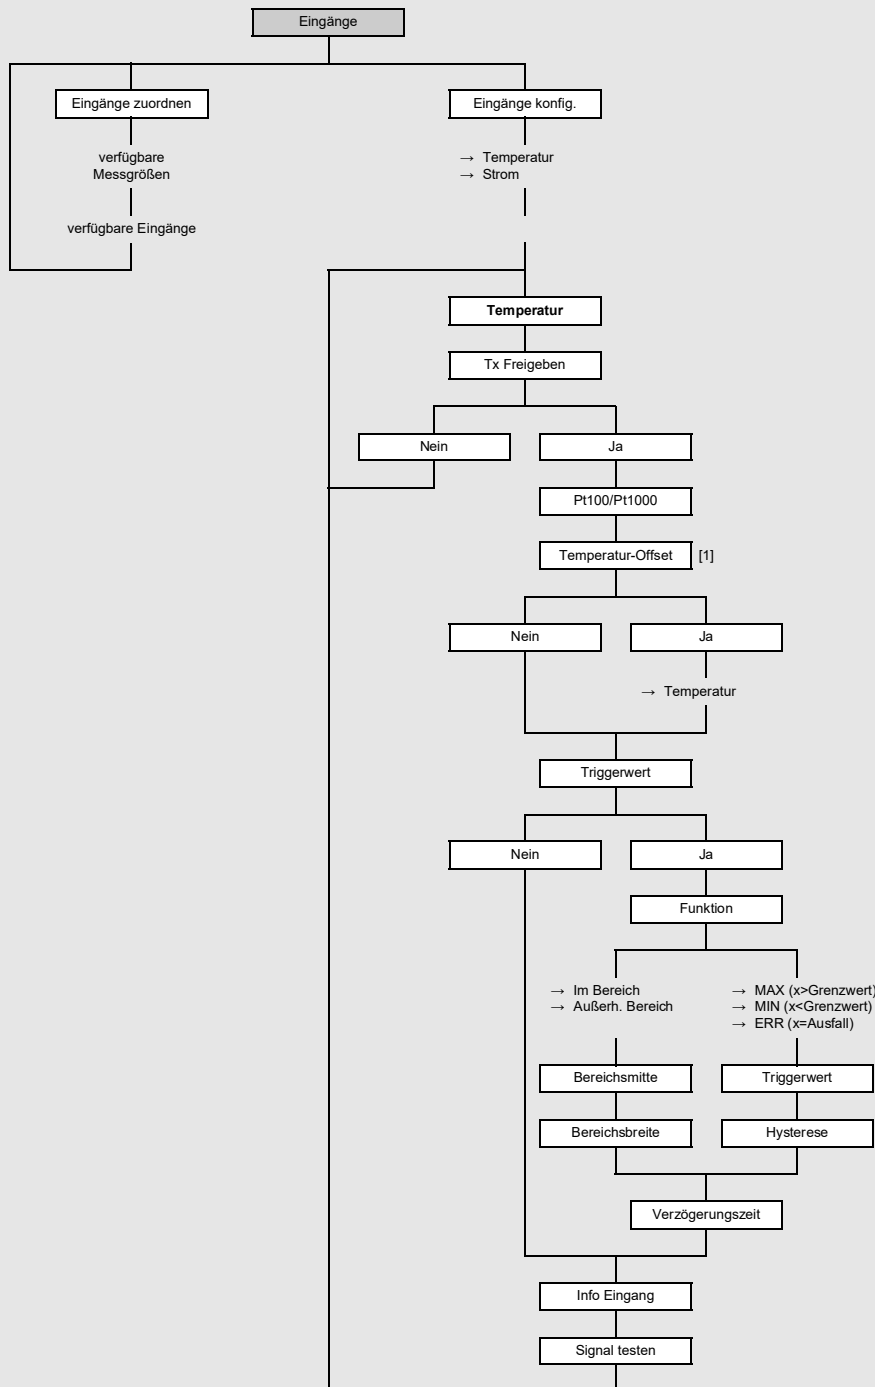 Eingänge
Eingänge zuordnen
Eingänge konfig.
verfügbare
Messgrößen
→ Temperatur
→ Strom
verfügbare Eingänge
Temperatur
Tx Freigeben
Nein
Ja
Pt100/Pt1000
Temperatur-Offset [1]
Nein
Ja
→ Temperatur
Triggerwert
Nein
Ja
Funktion
→ Im Bereich
→ Außerh. Bereich
→ MAX (x>Grenzwert)
→ MIN (x<Grenzwert)
→ ERR (x=Ausfall)
Bereichsmitte
Triggerwert
Bereichsbreite
Hysterese
Verzögerungszeit
Info Eingang
Signal testen